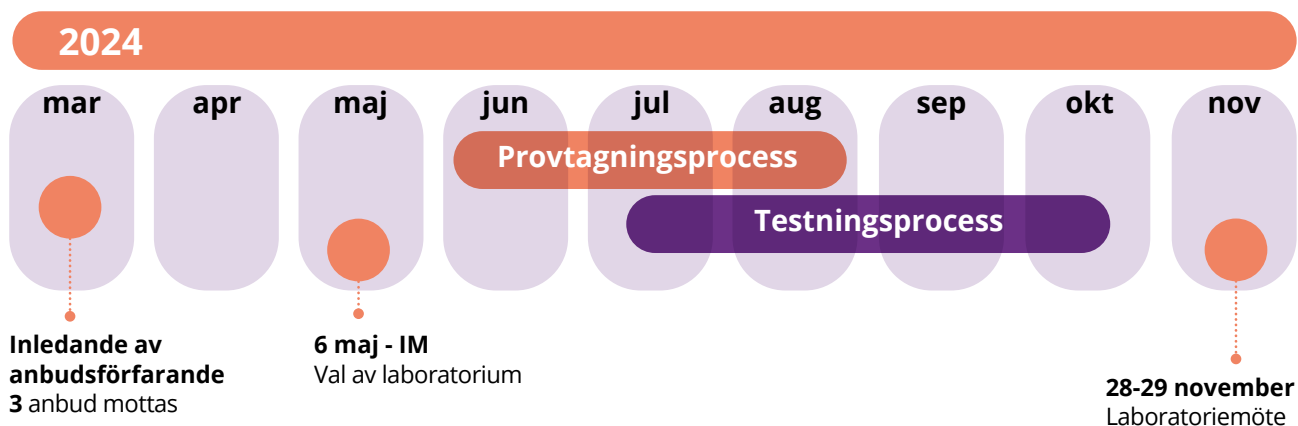 2024
mar apr maj jun jul aug sep okt nov
Provtagningsprocess
Testningsprocess
Inledande av
anbudsförfarande
3 anbud mottas
6 maj - IM
Val av laboratorium
28-29 november
Laboratoriemöte